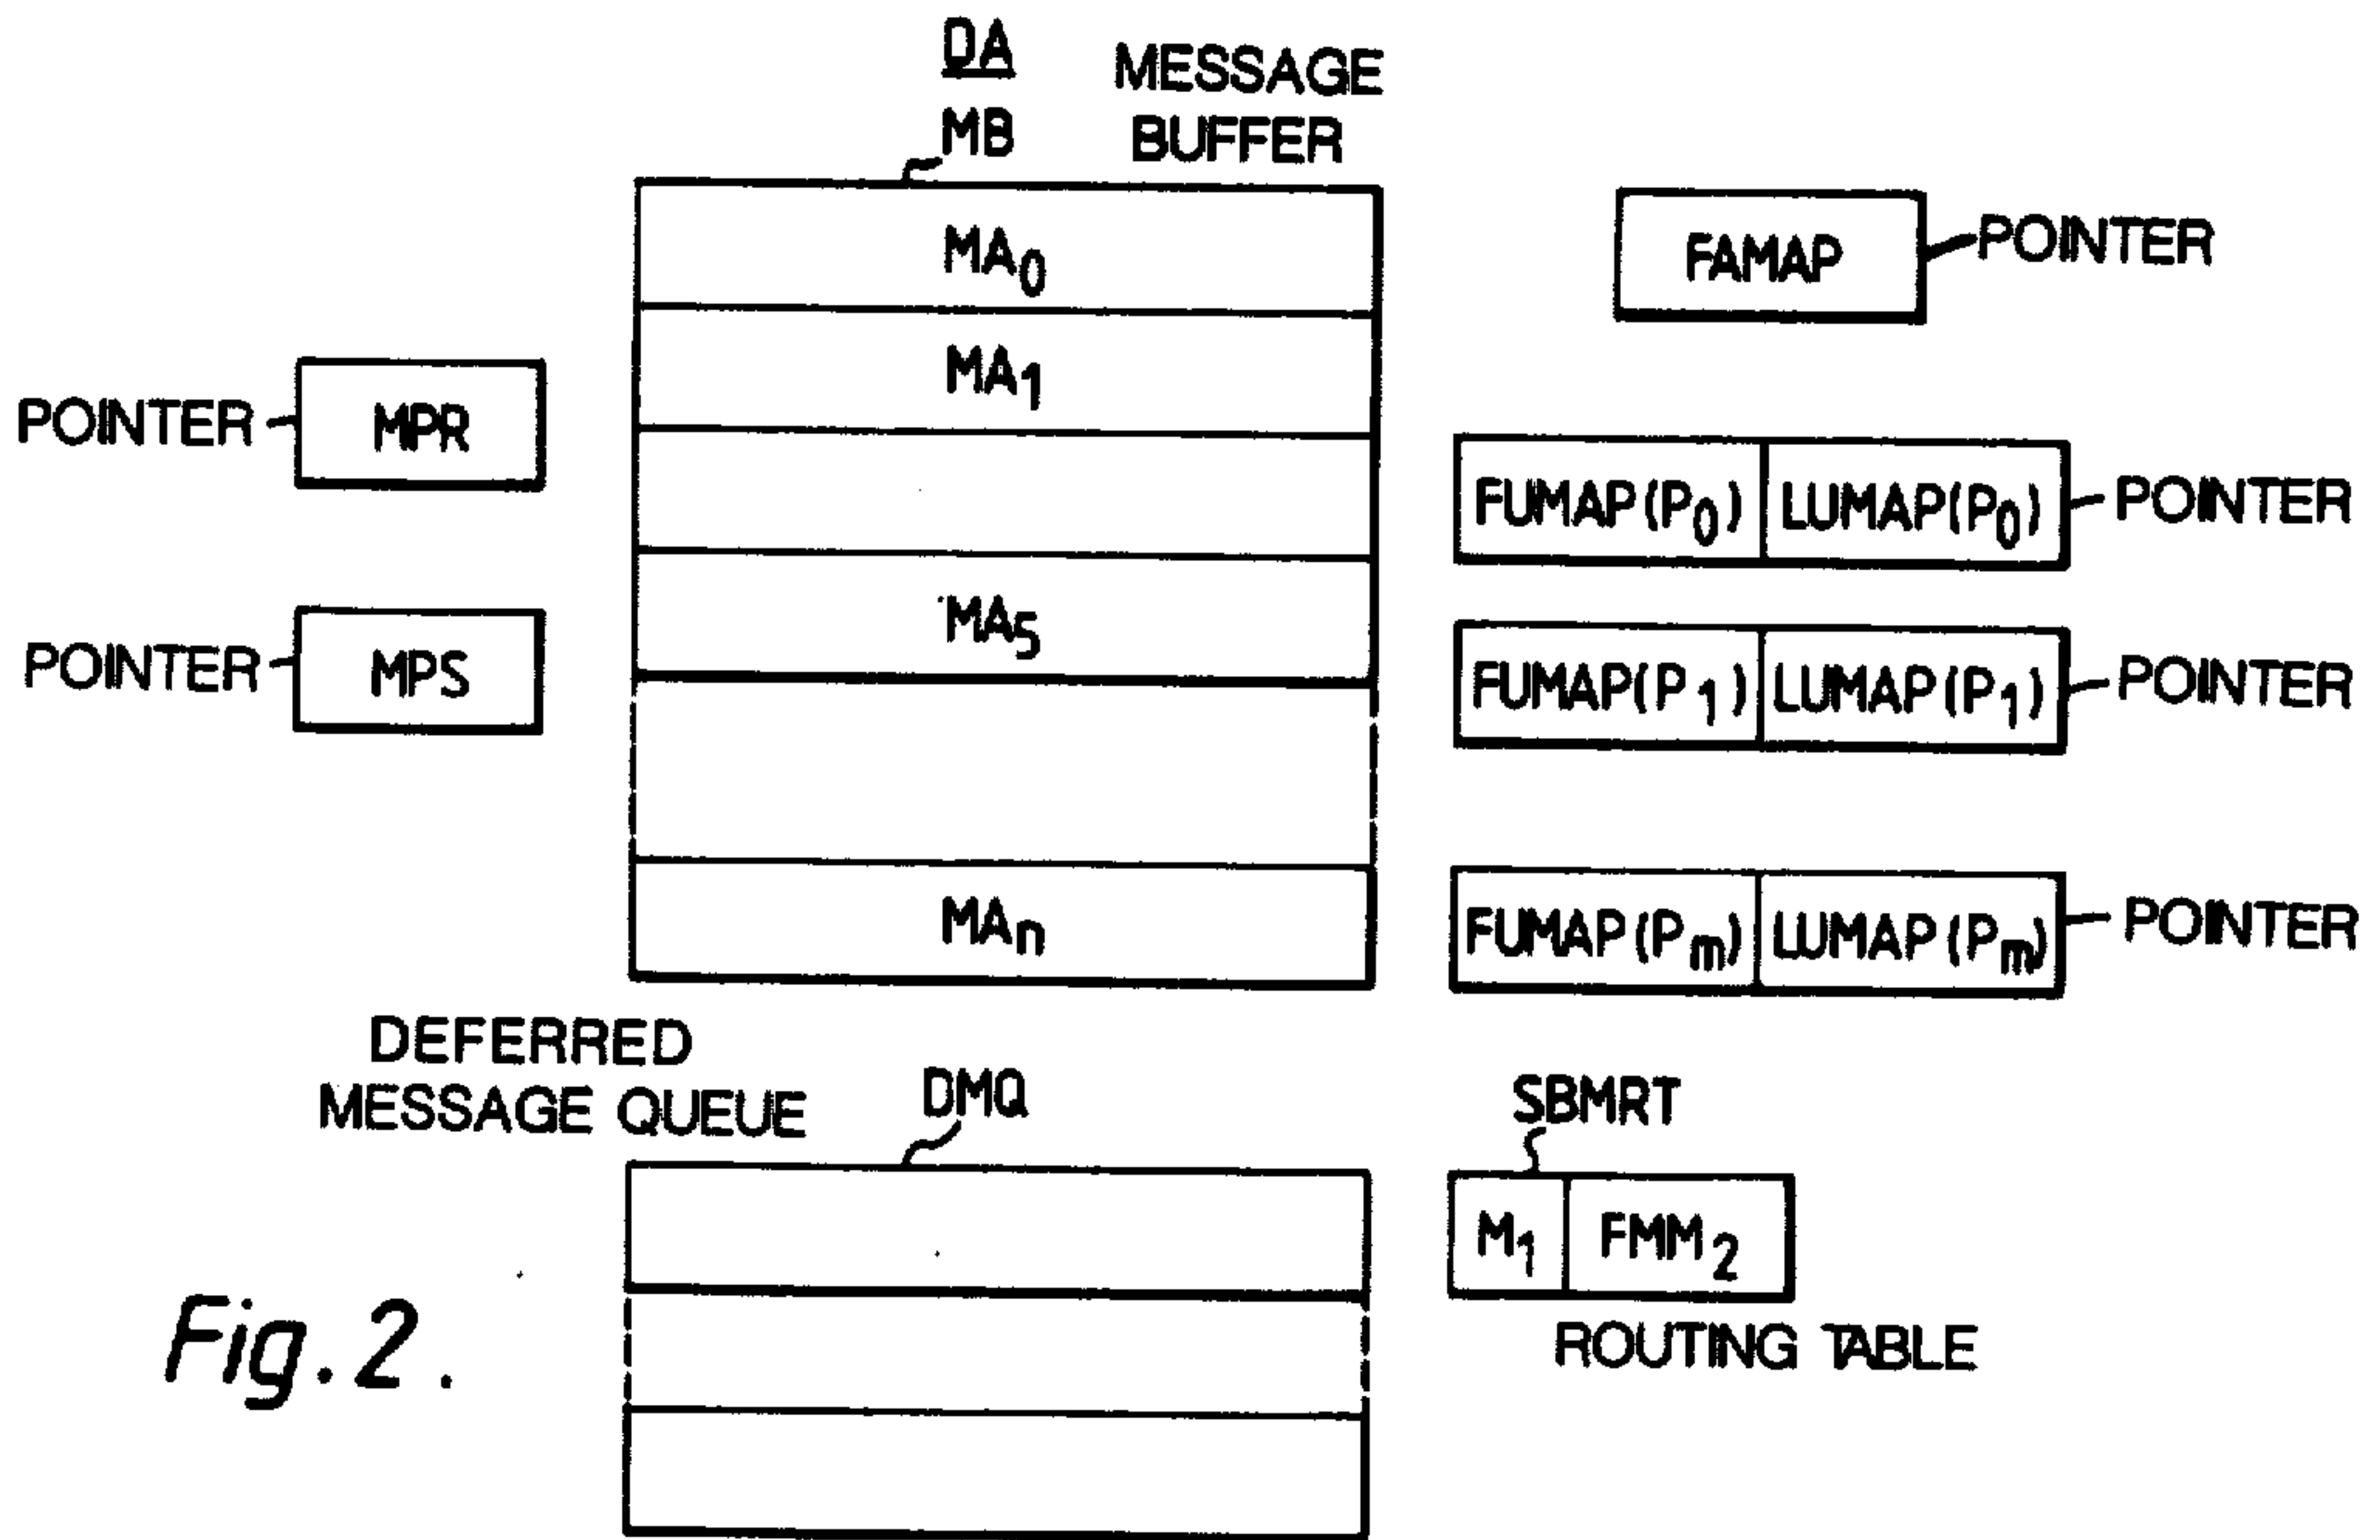 DA
MB
MESSAGE
BUFFER
MA0
MA1
MA5
MAn
POINTER
MPR
POINTER
MPS
FAMAP
POINTER
FUMAP(P0) LUMAP(P0)
POINTER
FUMAP(P1) LUMAP(P1)
POINTER
FUMAP(Pm) LUMAP(Pm)
POINTER
DEFERRED
MESSAGE QUEUE
DMQ
SBMRT
M1 FMM2
ROUTING TABLE
Fig. 2.